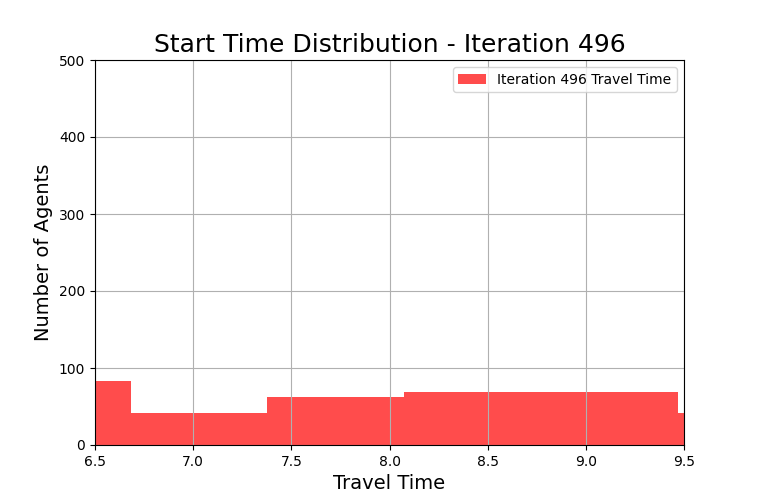 Start Time Distribution - Iteration 496
Iteration 496 Travel Time
Number of Agents
500
400
300
200
100
0
6.5 7.0 7.5 8.0 8.5 9.0 9.5
Travel Time